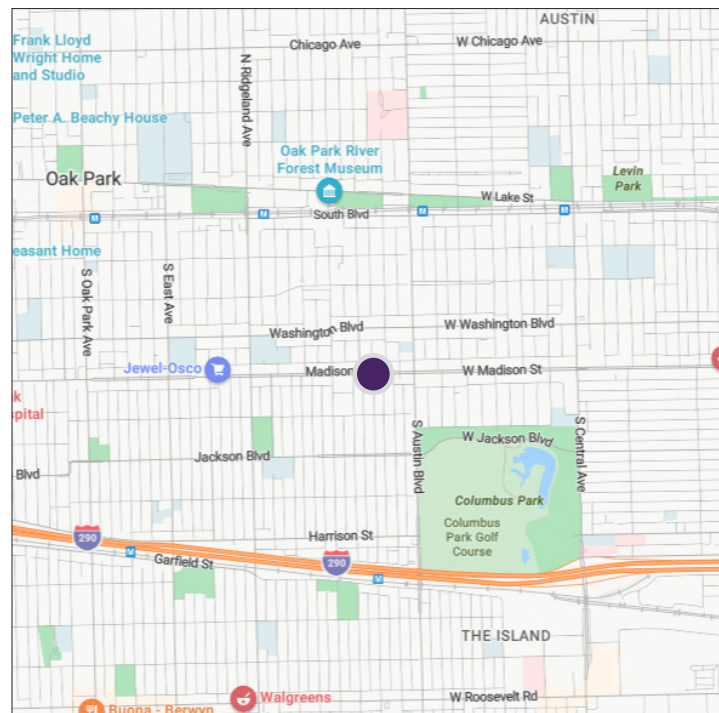 AUSTIN
Frank Lloyd
Wright Home
and Studio
Chicago Ave
W Chicago Ave
N Ridgeland Ave
Peter A. Beachy House
Oak Park River
Forest Museum
Levin
Park
Oak Park
W Lake St
M
M
M
M
South Blvd
easant Home
S Oak Park Ave
S East Ave
Washington Blvd
W Washington Blvd
Jewel-Osco
Madison
W Madison St
k
spital
S Austin Blvd
W Jackson Blvd
S Central Ave
Jackson Blvd
Blvd
Columbus Park
Columbus
Park Golf
Course
290
Harrison St
M
Garfield St
290
M
THE ISLAND
Walgreens
W Roosevelt Rd
Buona - Berwyn